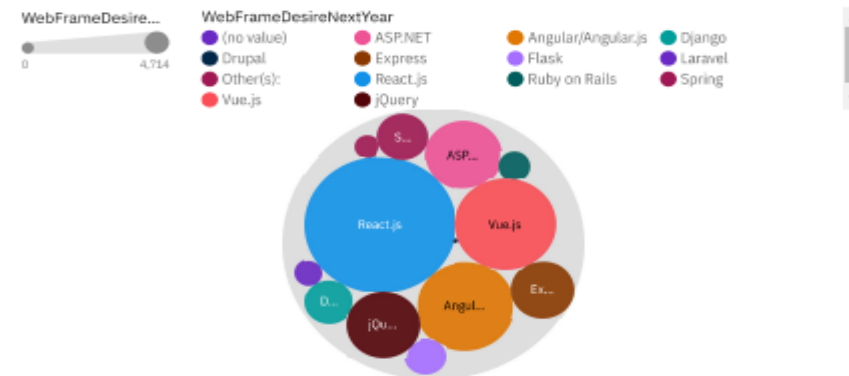 WebFrameDesire...
0 4,714
WebFrameDesireNextYear
(no value) ASP.NET Angular/Angular.js Django
Drupal Express Flask Laravel
Other(s): React.js Ruby on Rails Spring
Vue.js jQuery
S...
ASP...
React.js Vue.js
D... Ex...
jQu... Angul...